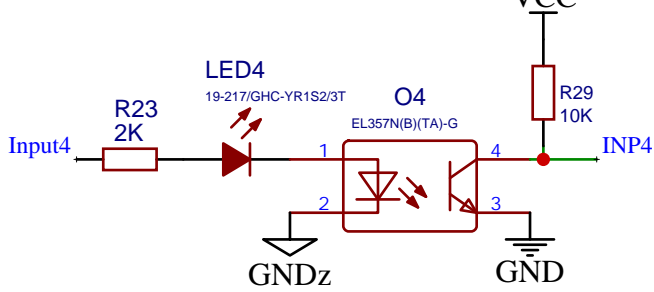 VCC
LED4
19-217/GHC-YR1S2/3T
O4
EL357N(B)(TA)-G
R29
10K
R23
2K
Input4
1
4
INP4
2
3
GNDz
GND